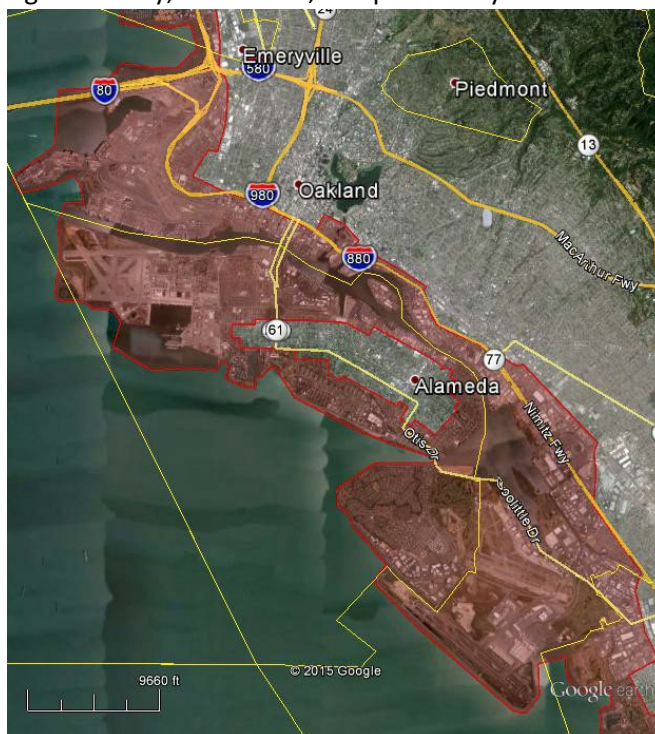 24
Emeryville
580
80
Piedmont
13
Oakland
980
880
MacArthur Fwy
61
77
Alameda
Nimitz Fwy
Otis Dr
Doolittle Dr
9660 ft
© 2015 Google
Google earth